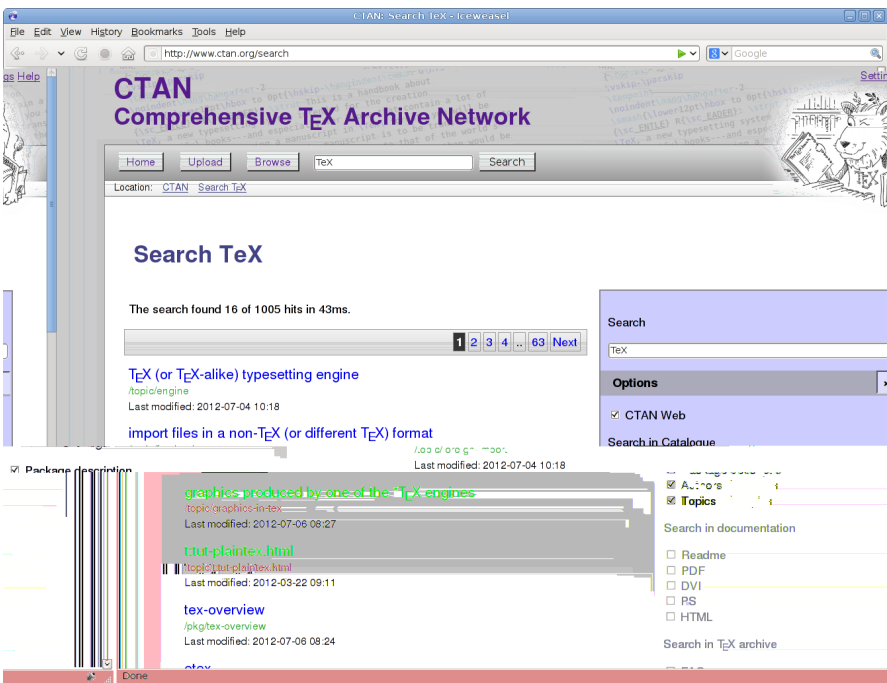 CTAN: Search TeX - Iceweasel
File Edit View History Bookmarks Tools Help
http://www.ctan.org/search
Google
gs Help
Settin
CTAN
Comprehensive TEX Archive Network
Home Upload Browse TeX Search
Location: CTAN Search TEX
Search TeX
The search found 16 of 1005 hits in 43ms.
1 2 3 4 .. 63 Next
TEX (or TEX-alike) typesetting engine
/topic/engine
Last modified: 2012-07-04 10:18
import files in a non-TEX (or different TEX) format
Last modified: 2012-07-04 10:18
graphics produced by one of the TEX engines
/topic/graphics-in-tex
Last modified: 2012-07-06 08:27
t:tut-plaintex.html
/topic/t:tut-plaintex.html
Last modified: 2012-03-22 09:11
tex-overview
/pkg/tex-overview
Last modified: 2012-07-06 08:24
Search
TeX
Options
CTAN Web
Search in Catalogue
Package description
Authors
Topics
Search in documentation
Readme
PDF
DVI
PS
HTML
Search in TEX archive
Done